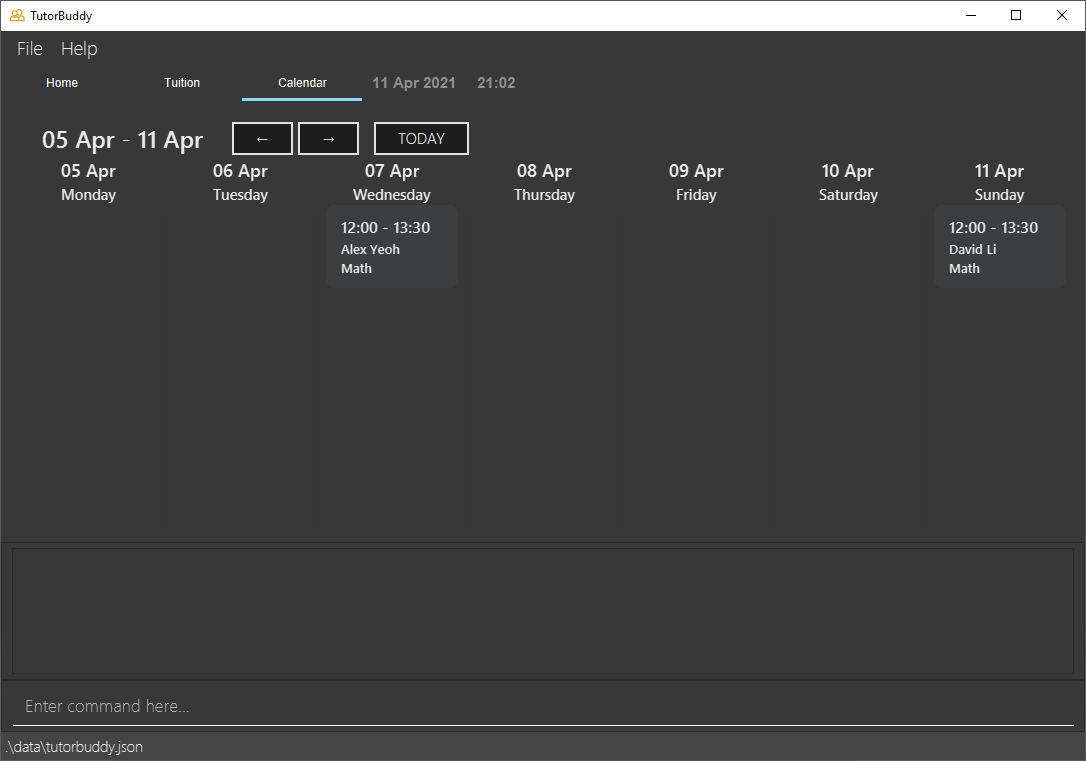 TutorBuddy
File Help
Home Tuition Calendar 11 Apr 2021 21:02
05 Apr - 11 Apr ← → TODAY
05 Apr 06 Apr 07 Apr 08 Apr 09 Apr 10 Apr 11 Apr
Monday Tuesday Wednesday Thursday Friday Saturday Sunday
12:00 - 13:30 12:00 - 13:30
Alex Yeoh David Li
Math Math
Enter command here...
.\data\tutorbuddy.json